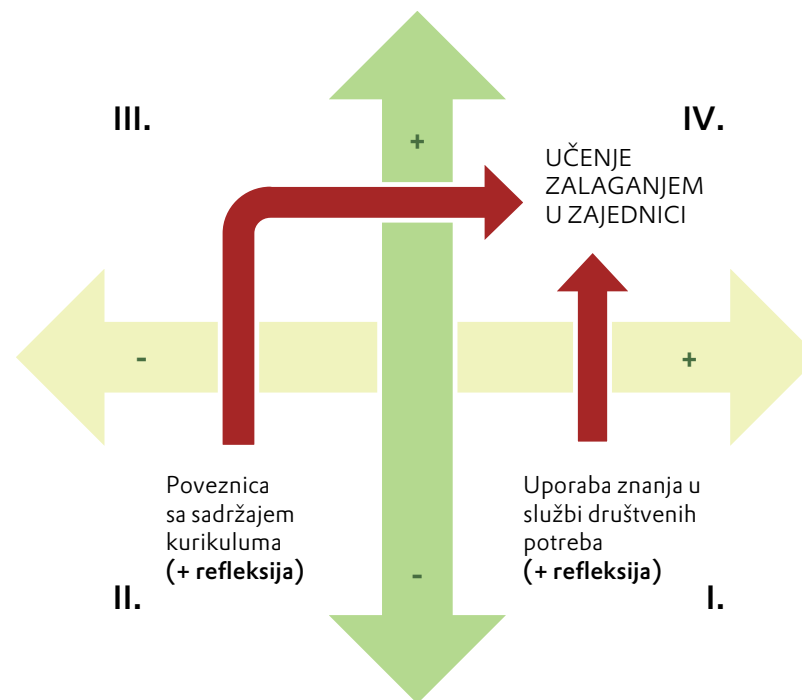 III.
IV.
+
UČENJE
ZALAGANJEM
U ZAJEDNICI
-
+
Poveznica
sa sadržajem
kurikuluma
(+ refleksija)
Uporaba znanja u
službi društvenih
potreba
(+ refleksija)
-
II.
I.